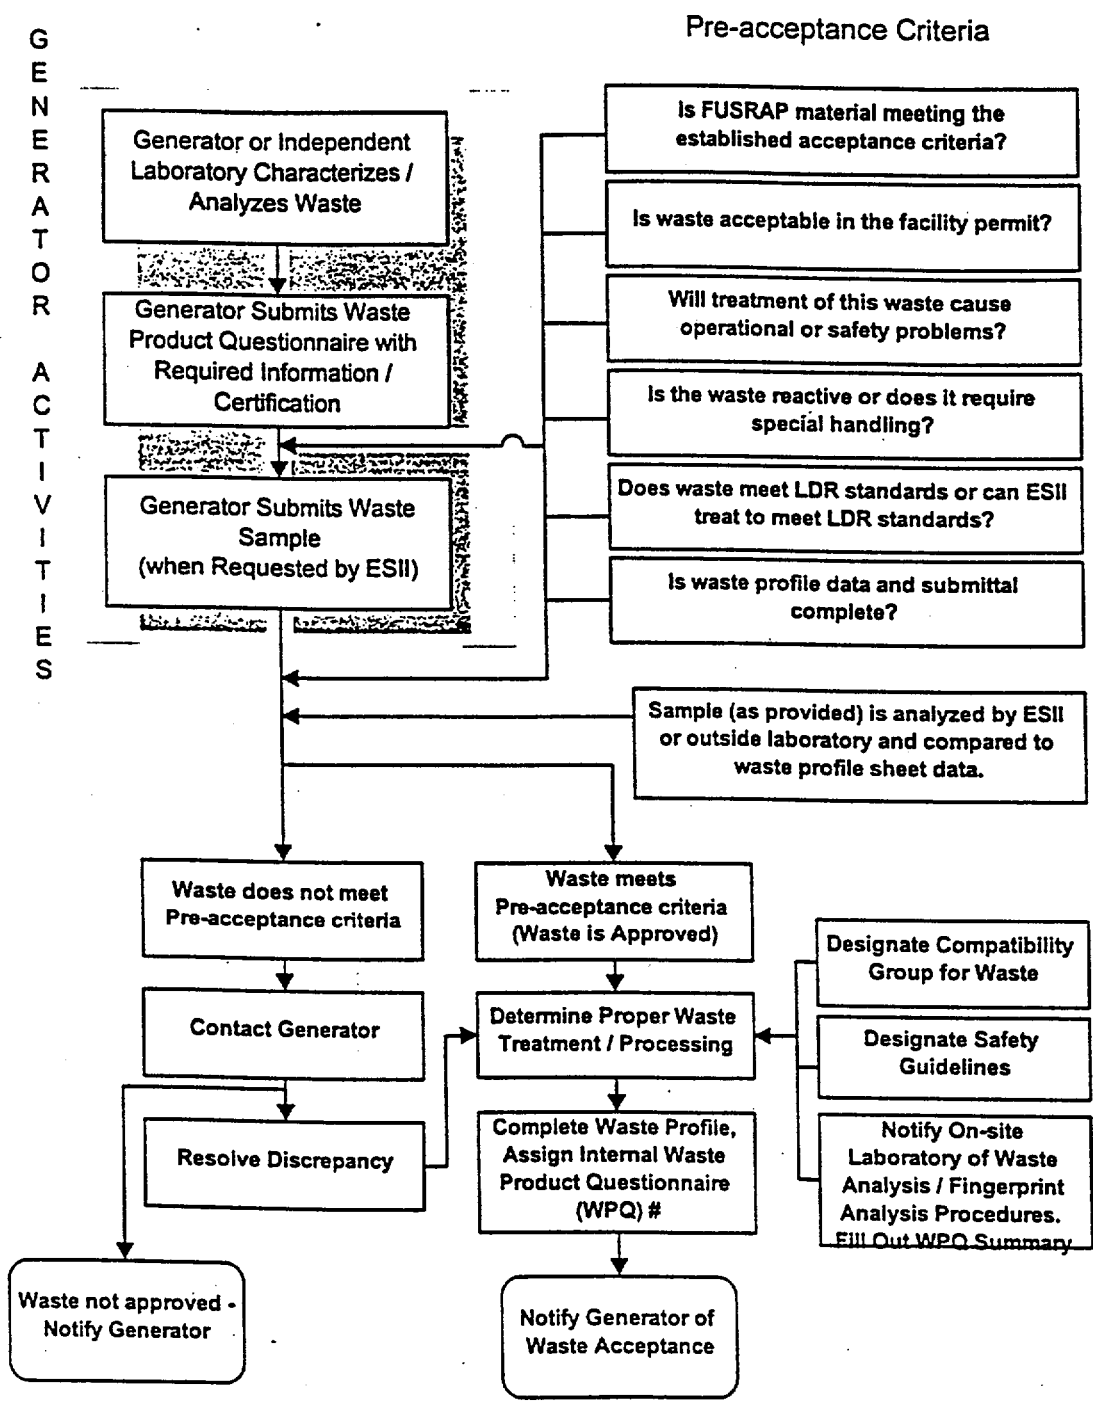 Pre-acceptance Criteria
GENERATOR ACTIVITIES
Generator or Independent
Laboratory Characterizes /
Analyzes Waste
Generator Submits Waste
Product Questionnaire with
Required Information /
Certification
Generator Submits Waste
Sample
(when Requested by ESII)
Is FUSRAP material meeting the
established acceptance criteria?
Is waste acceptable in the facility permit?
Will treatment of this waste cause
operational or safety problems?
Is the waste reactive or does it require
special handling?
Does waste meet LDR standards or can ESII
treat to meet LDR standards?
Is waste profile data and submittal
complete?
Sample (as provided) is analyzed by ESII
or outside laboratory and compared to
waste profile sheet data.
Waste does not meet
Pre-acceptance criteria
Contact Generator
Resolve Discrepancy
Waste not approved -
Notify Generator
Waste meets
Pre-acceptance criteria
(Waste is Approved)
Determine Proper Waste
Treatment / Processing
Complete Waste Profile,
Assign Internal Waste
Product Questionnaire
(WPQ) #
Notify Generator of
Waste Acceptance
Designate Compatibility
Group for Waste
Designate Safety
Guidelines
Notify On-site
Laboratory of Waste
Analysis / Fingerprint
Analysis Procedures.
Fill Out WPQ Summary